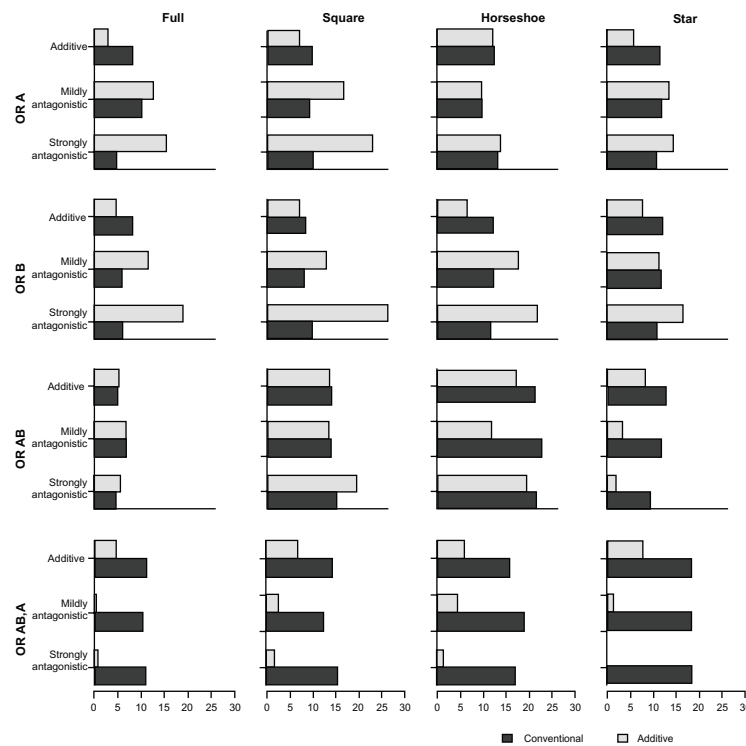 Full Square Horseshoe Star
OR A
Additive
Mildly
antagonistic
Strongly
antagonistic
OR B
Additive
Mildly
antagonistic
Strongly
antagonistic
OR AB
Additive
Mildly
antagonistic
Strongly
antagonistic
OR AB,A
Additive
Mildly
antagonistic
Strongly
antagonistic
0 5 10 15 20 25 30 0 5 10 15 20 25 30 0 5 10 15 20 25 30 0 5 10 15 20 25 30
Conventional Additive